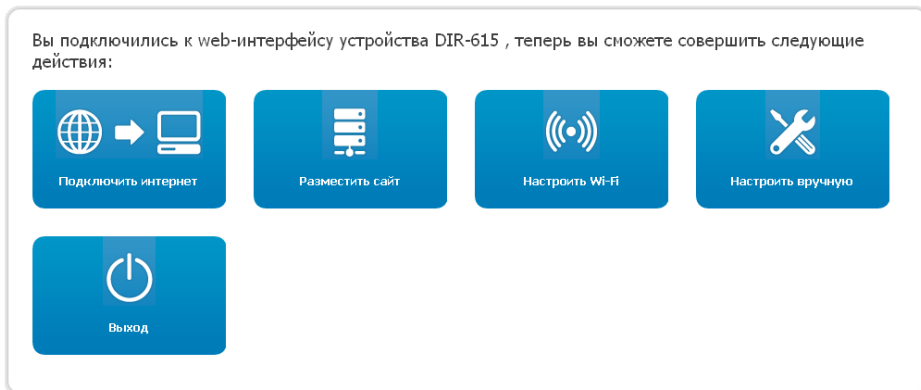 Вы подключились к web-интерфейсу устройства DIR-615 , теперь вы сможете совершить следующие
действия:
Подключить интернет
Разместить сайт
Настроить Wi-Fi
Настроить вручную
Выход